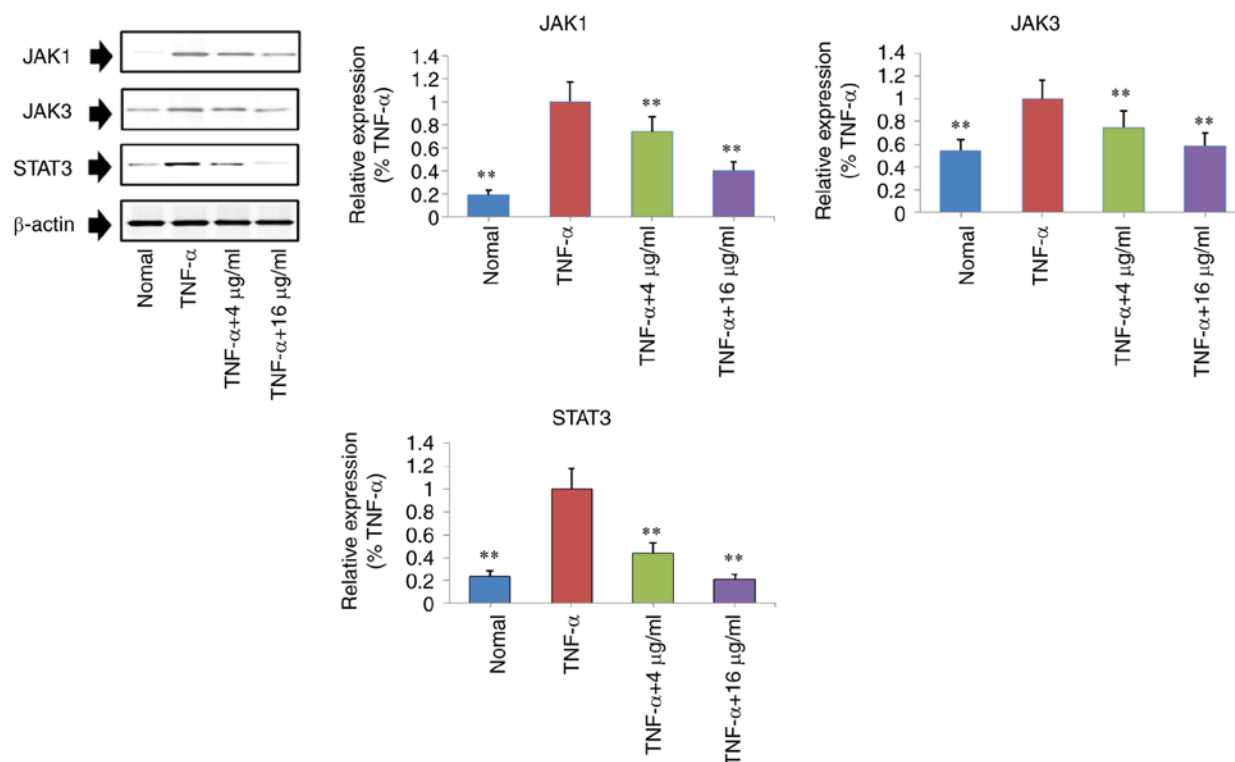 JAK1
JAK3
STAT3
β-actin
Nomal
TNF-α
TNF-α+4 µg/ml
TNF-α+16 µg/ml
JAK1
Relative expression
(% TNF-α)
1.4
1.2
1
0.8
0.6
0.4
0.2
0
**
**
**
Nomal
TNF-α
TNF-α+4 µg/ml
TNF-α+16 µg/ml
JAK3
Relative expression
(% TNF-α)
1.4
1.2
1
0.8
0.6
0.4
0.2
0
**
**
**
Nomal
TNF-α
TNF-α+4 µg/ml
TNF-α+16 µg/ml
STAT3
Relative expression
(% TNF-α)
1.4
1.2
1
0.8
0.6
0.4
0.2
0
**
**
**
Nomal
TNF-α
TNF-α+4 µg/ml
TNF-α+16 µg/ml